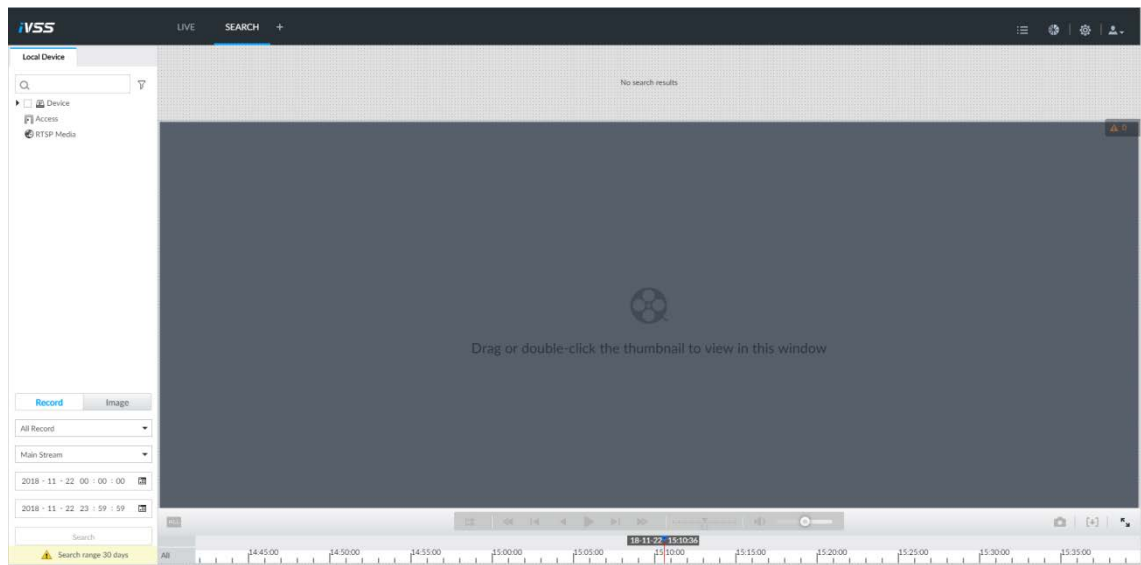 iVSS
LIVE SEARCH +
Local Device
No search results
Device
Access
RTSP Media
0
Drag or double-click the thumbnail to view in this window
Record Image
All Record
Main Stream
2018 - 11 - 22 00 : 00 : 00
2018 - 11 - 22 23 : 59 : 59
Search
18-11-22 15:10:36
Search range 30 days
All 14:45:00 14:50:00 14:55:00 15:00:00 15:05:00 15:10:00 15:15:00 15:20:00 15:25:00 15:30:00 15:35:00